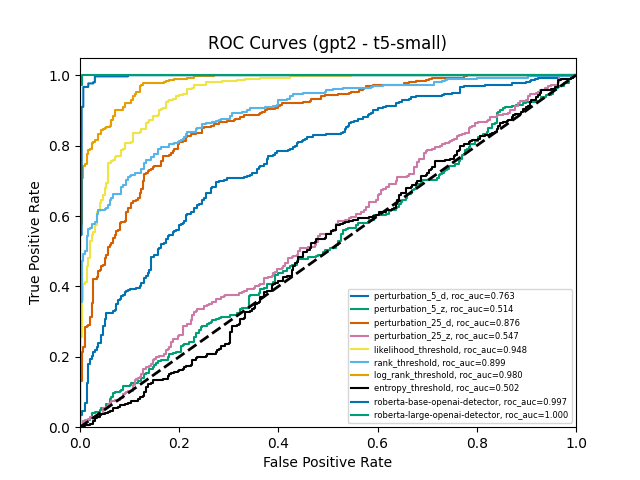 ROC Curves (gpt2 - t5-small)
True Positive Rate
1.0
0.8
0.6
0.4
0.2
0.0
perturbation_5_d, roc_auc=0.763
perturbation_5_z, roc_auc=0.514
perturbation_25_d, roc_auc=0.876
perturbation_25_z, roc_auc=0.547
likelihood_threshold, roc_auc=0.948
rank_threshold, roc_auc=0.899
log_rank_threshold, roc_auc=0.980
entropy_threshold, roc_auc=0.502
roberta-base-openai-detector, roc_auc=0.997
roberta-large-openai-detector, roc_auc=1.000
0.0 0.2 0.4 0.6 0.8 1.0
False Positive Rate